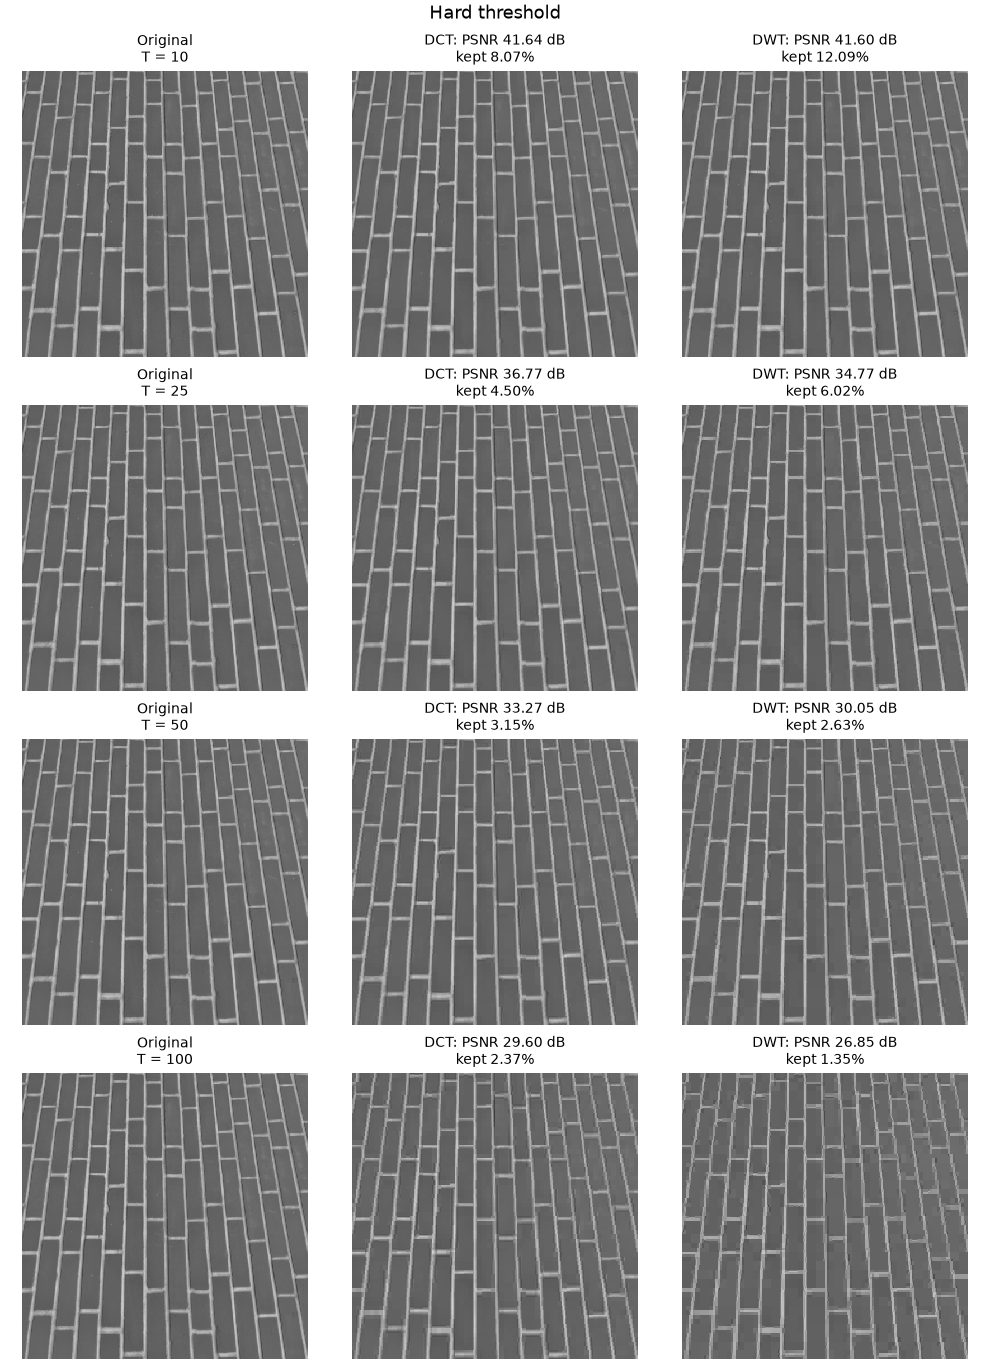 Hard threshold
Original
T = 10
DCT: PSNR 41.64 dB
kept 8.07%
DWT: PSNR 41.60 dB
kept 12.09%
Original
T = 25
DCT: PSNR 36.77 dB
kept 4.50%
DWT: PSNR 34.77 dB
kept 6.02%
Original
T = 50
DCT: PSNR 33.27 dB
kept 3.15%
DWT: PSNR 30.05 dB
kept 2.63%
Original
T = 100
DCT: PSNR 29.60 dB
kept 2.37%
DWT: PSNR 26.85 dB
kept 1.35%